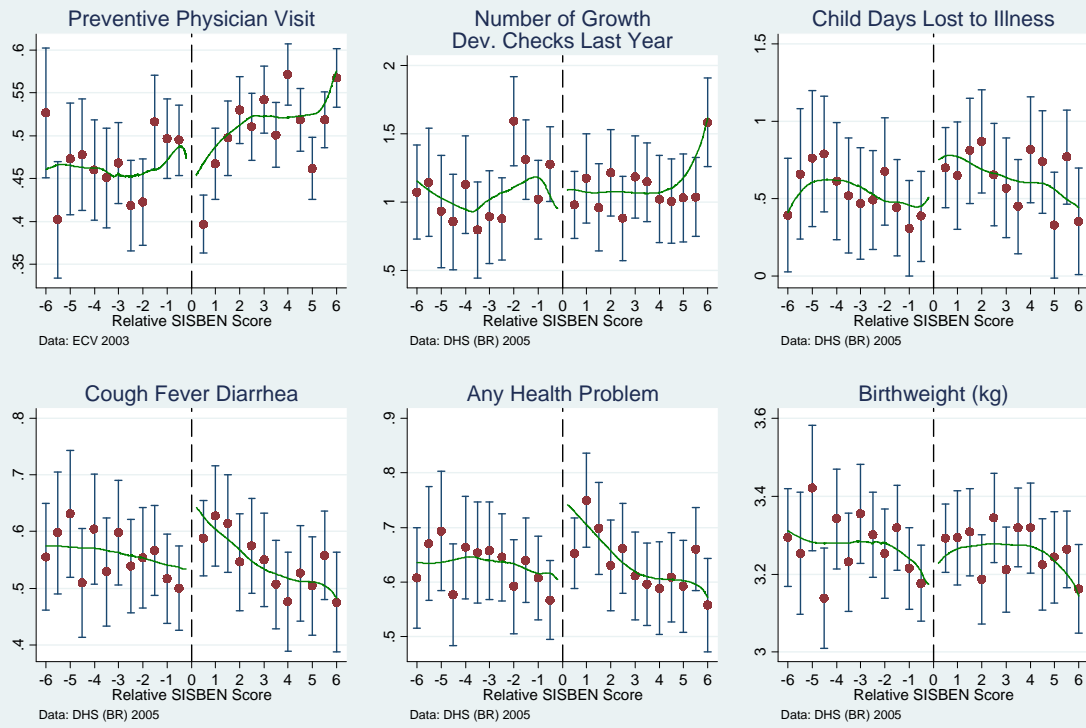 Preventive Physician Visit
.6
.55
.5
.45
.4
.35
-6 -5 -4 -3 -2 -1 0 1 2 3 4 5 6
Relative SISBEN Score
Data: ECV 2003
Number of Growth
Dev. Checks Last Year
2
1.5
1
.5
-6 -5 -4 -3 -2 -1 0 1 2 3 4 5 6
Relative SISBEN Score
Data: DHS (BR) 2005
Child Days Lost to Illness
1.5
1
.5
0
-6 -5 -4 -3 -2 -1 0 1 2 3 4 5 6
Relative SISBEN Score
Data: DHS (BR) 2005
Cough Fever Diarrhea
.8
.7
.6
.5
.4
-6 -5 -4 -3 -2 -1 0 1 2 3 4 5 6
Relative SISBEN Score
Data: DHS (BR) 2005
Any Health Problem
.9
.8
.7
.6
.5
-6 -5 -4 -3 -2 -1 0 1 2 3 4 5 6
Relative SISBEN Score
Data: DHS (BR) 2005
Birthweight (kg)
3.6
3.4
3.2
3
-6 -5 -4 -3 -2 -1 0 1 2 3 4 5 6
Relative SISBEN Score
Data: DHS (BR) 2005